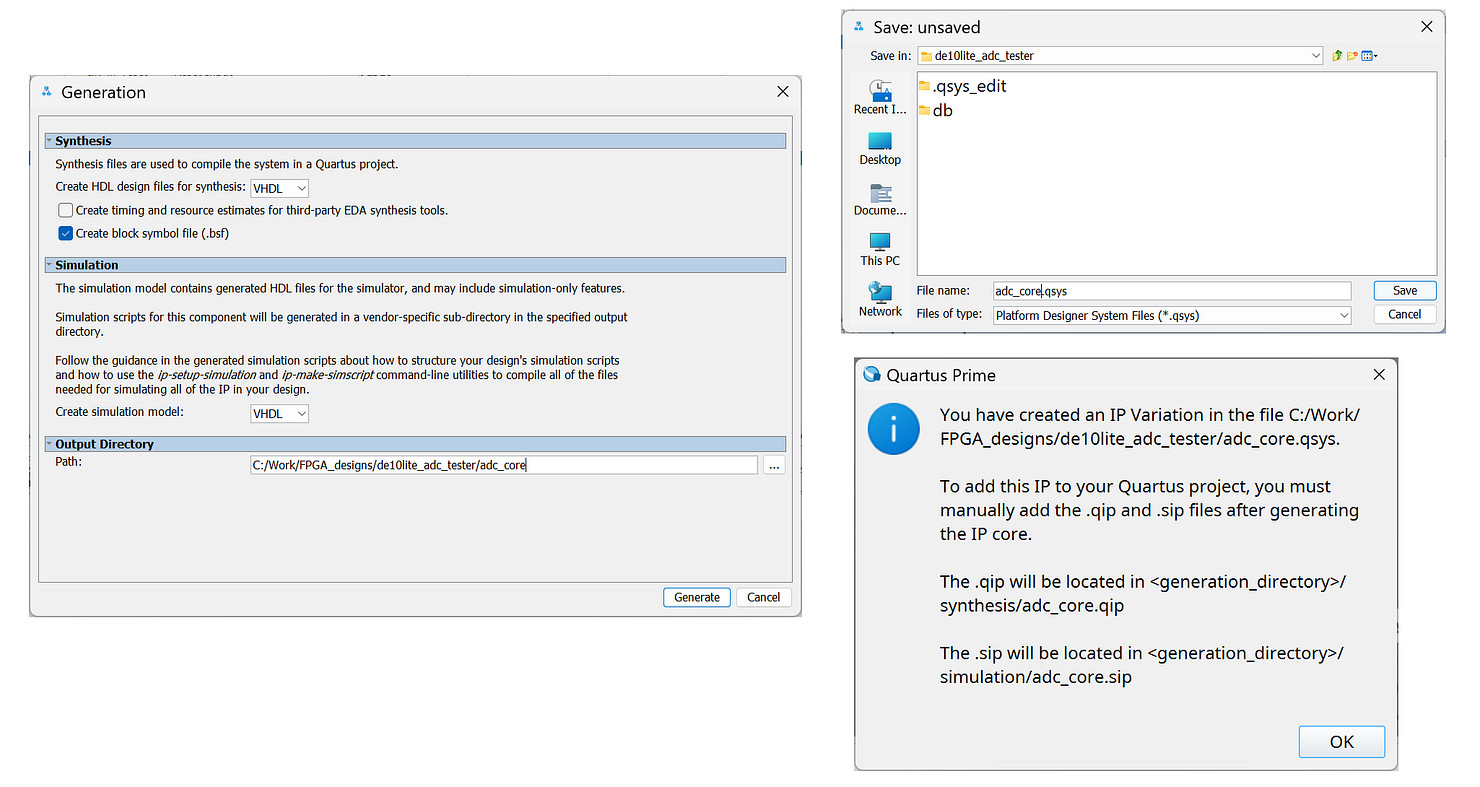 Generation
Synthesis
Synthesis files are used to compile the system in a Quartus project.
Create HDL design files for synthesis: VHDL
Create timing and resource estimates for third-party EDA synthesis tools.
Create block symbol file (.bsf)
Simulation
The simulation model contains generated HDL files for the simulator, and may include simulation-only features.
Simulation scripts for this component will be generated in a vendor-specific sub-directory in the specified output
directory.
Follow the guidance in the generated simulation scripts about how to structure your design's simulation scripts
and how to use the ip-setup-simulation and ip-make-simscript command-line utilities to compile all of the files
needed for simulating all of the IP in your design.
Create simulation model: VHDL
Output Directory
Path: C:/Work/FPGA_designs/de10lite_adc_tester/adc_core ...
Generate Cancel
Save: unsaved
Save in: de10lite_adc_tester
Recent I...
Desktop
Docume...
This PC
Network
.qsys_edit
db
File name: adc_core.qsys Save
Files of type: Platform Designer System Files (*.qsys) Cancel
Quartus Prime
You have created an IP Variation in the file C:/Work/
FPGA_designs/de10lite_adc_tester/adc_core.qsys.
To add this IP to your Quartus project, you must
manually add the .qip and .sip files after generating
the IP core.
The .qip will be located in <generation_directory>/
synthesis/adc_core.qip
The .sip will be located in <generation_directory>/
simulation/adc_core.sip
OK